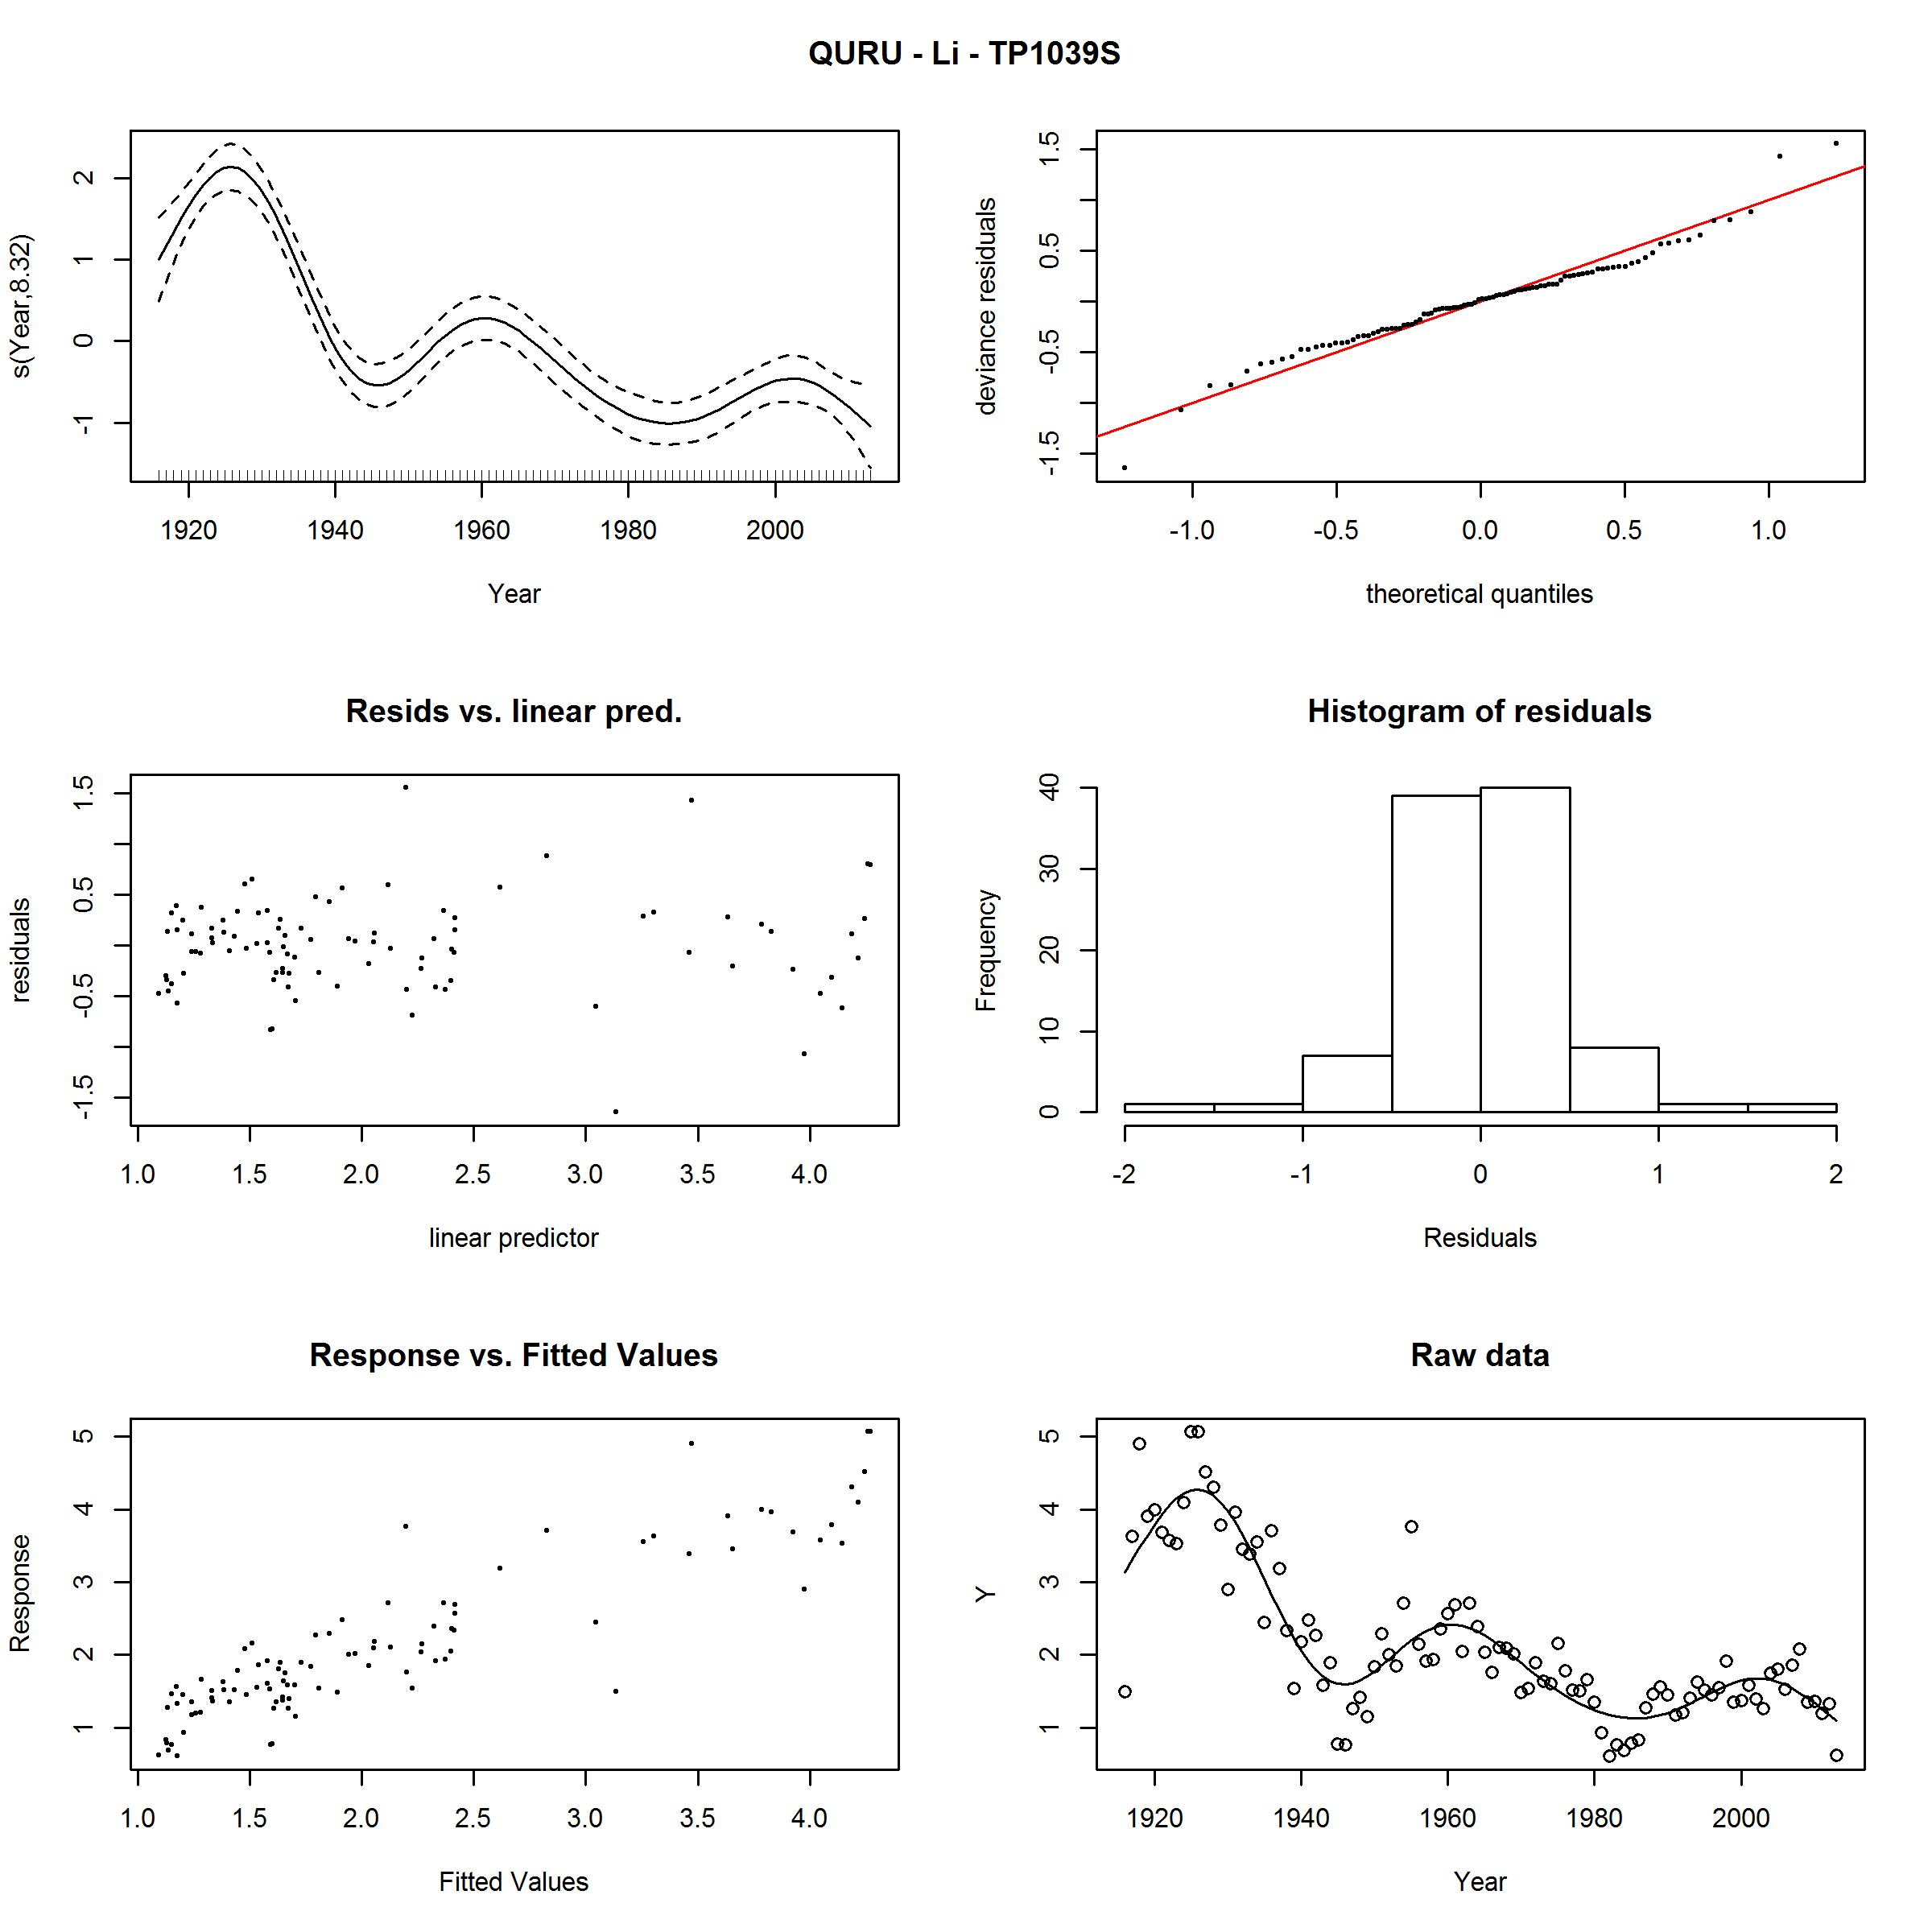 QURU - Li - TP1039S
s(Year,8.32)
2
1
0
-1
1920 1940 1960 1980 2000
Year
deviance residuals
1.5
0.5
-0.5
-1.5
-1.0 -0.5 0.0 0.5 1.0
theoretical quantiles
Resids vs. linear pred.
residuals
1.5
0.5
-0.5
-1.5
1.0 1.5 2.0 2.5 3.0 3.5 4.0
linear predictor
Histogram of residuals
Frequency
40
30
20
10
0
-2 -1 0 1 2
Residuals
Response vs. Fitted Values
Response
5
4
3
2
1
1.0 1.5 2.0 2.5 3.0 3.5 4.0
Fitted Values
Raw data
Y
5
4
3
2
1
1920 1940 1960 1980 2000
Year